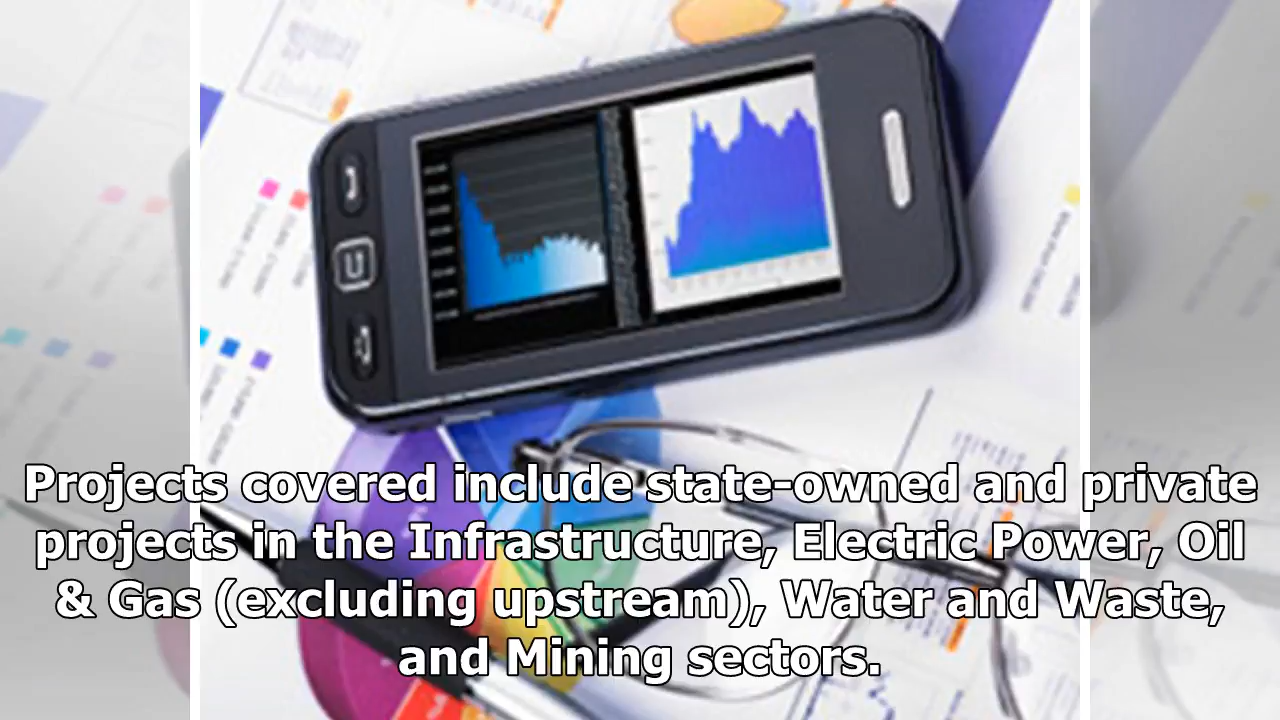 Projects covered include state-owned and private
projects in the Infrastructure, Electric Power, Oil
& Gas (excluding upstream), Water and Waste,
and Mining sectors.